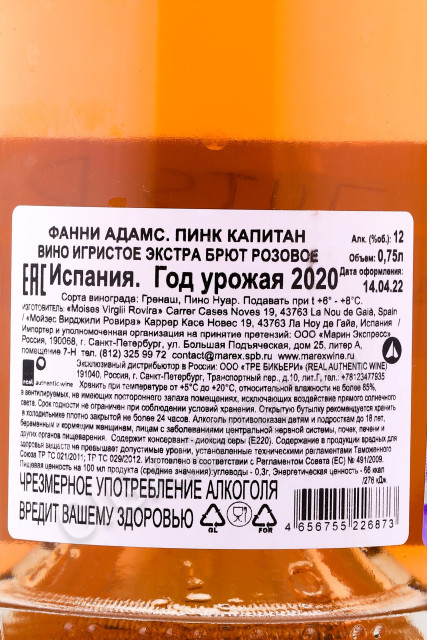 ФАННИ АДАМС. ПИНК КАПИТАН
ВИНО ИГРИСТОЕ ЭКСТРА БРЮТ РОЗОВОЕ
Алк. (%об.): 12
Объем: 0,75л
EAC Испания. Год урожая 2020
Дата оформления:
14.04.22
Сорта винограда: Гренаш, Пино Нуар. Подавать при t +6° - +8°С.
изготовитель: «Moises Virgili Rovira» Carrer Cases Noves 19, 43763 La Nou de Gaià, Spain
/ «Мойзес Вирджили Ровира» Каррер Касе Новес 19, 43763 Ла Ноу де Гайа, Испания /
Импортер и уполномоченная организация на принятие претензий: ООО «Марин Экспресс»
Россия, 190068, г. Санкт-Петербург, ул. Большая Подъяческая, дом 25, литер А,
помещение 7-Н тел. (812) 325 99 72 contact@marex.spb.ru www.marexwine.ru
Эксклюзивный дистрибьютор в России: ООО «ТРЕ БИКЬЕРИ» (REAL AUTHENTIC WINE)
191040, Россия, г. Санкт-Петербург, Транспортный пер., д.10, лит.Г, тел.: +78123477935
real
authentic wine
Хранить при температуре от +5°С до +20°С, относительной влажности не более 85%,
в вентилируемых, не имеющих постороннего запаха помещениях, исключающих воздействие прямого солнечного
света. Срок годности не ограничен при соблюдении условий хранения. Открытую бутылку рекомендуется хранить
в холодильнике плотно закрытой не более 24 часов. Алкоголь противопоказан детям и подросткам до 18 лет,
беременным и кормящим женщинам, лицам с заболеваниями центральной нервной системы, почек, печени и
других органов пищеварения. Содержит консервант - диоксид серы (Е220). Содержание в продукции вредных для
здоровья веществ не превышает допустимые уровни, установленные техническими регламентами Таможенного
Союза ТР ТС 021/2011; ТР ТС 029/2012. Изготовлено в соответствии с Регламентом Совета (ЕС) № 491/2009.
Пищевая ценность на 100 мл продукта (средние значения):углеводы - 0,3г, Энергетическая ценность - 66 ккал
/276 кДж.
ЧРЕЗМЕРНОЕ УПОТРЕБЛЕНИЕ АЛКОГОЛЯ
ВРЕДИТ ВАШЕМУ ЗДОРОВЬЮ
GL
FOR
4 656755 226873